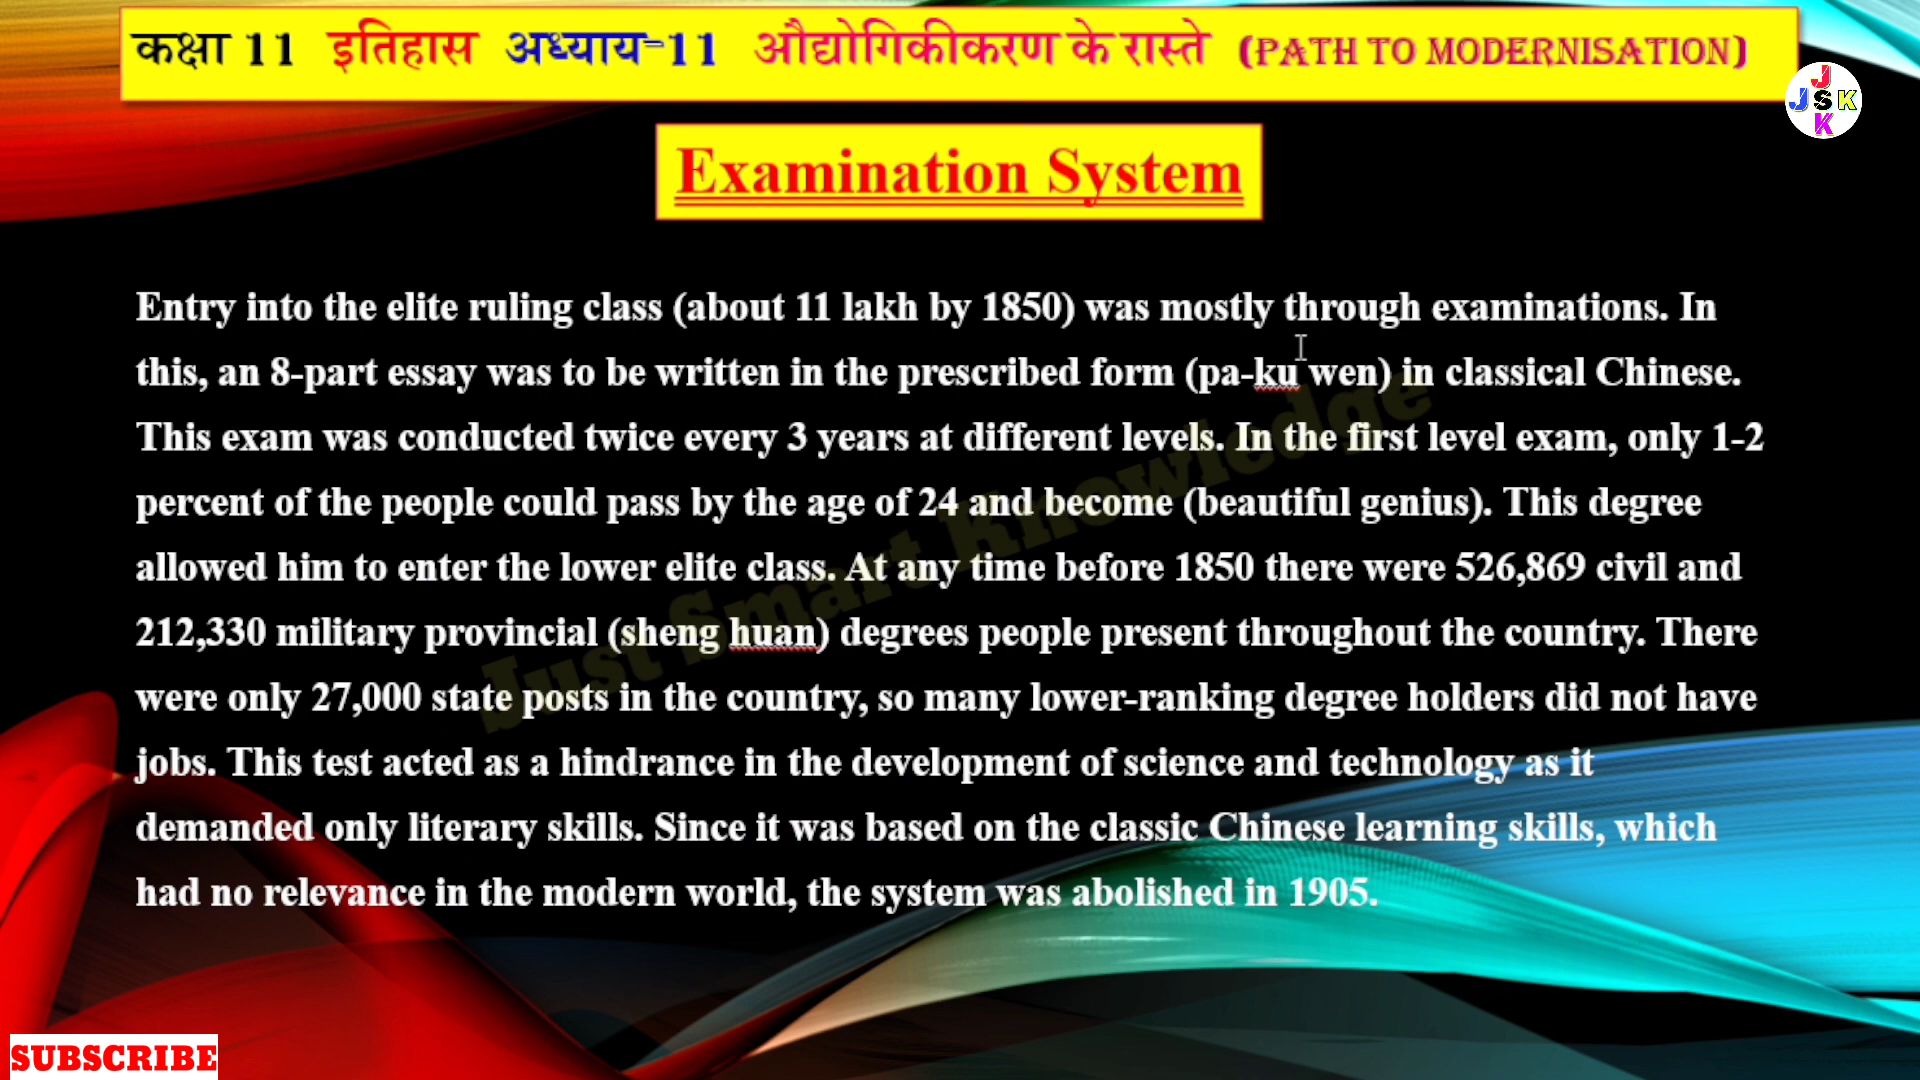 कक्षा 11 इतिहास अध्याय-11 औद्योगिकीकरण के रास्ते (PATH TO MODERNISATION)
J
J S K
K
Examination System
Entry into the elite ruling class (about 11 lakh by 1850) was mostly through examinations. In
this, an 8-part essay was to be written in the prescribed form (pa-ku wen) in classical Chinese.
This exam was conducted twice every 3 years at different levels. In the first level exam, only 1-2
percent of the people could pass by the age of 24 and become (beautiful genius). This degree
allowed him to enter the lower elite class. At any time before 1850 there were 526,869 civil and
212,330 military provincial (sheng huan) degrees people present throughout the country. There
were only 27,000 state posts in the country, so many lower-ranking degree holders did not have
jobs. This test acted as a hindrance in the development of science and technology as it
demanded only literary skills. Since it was based on the classic Chinese learning skills, which
had no relevance in the modern world, the system was abolished in 1905.
Just Smart Knowledge
SUBSCRIBE